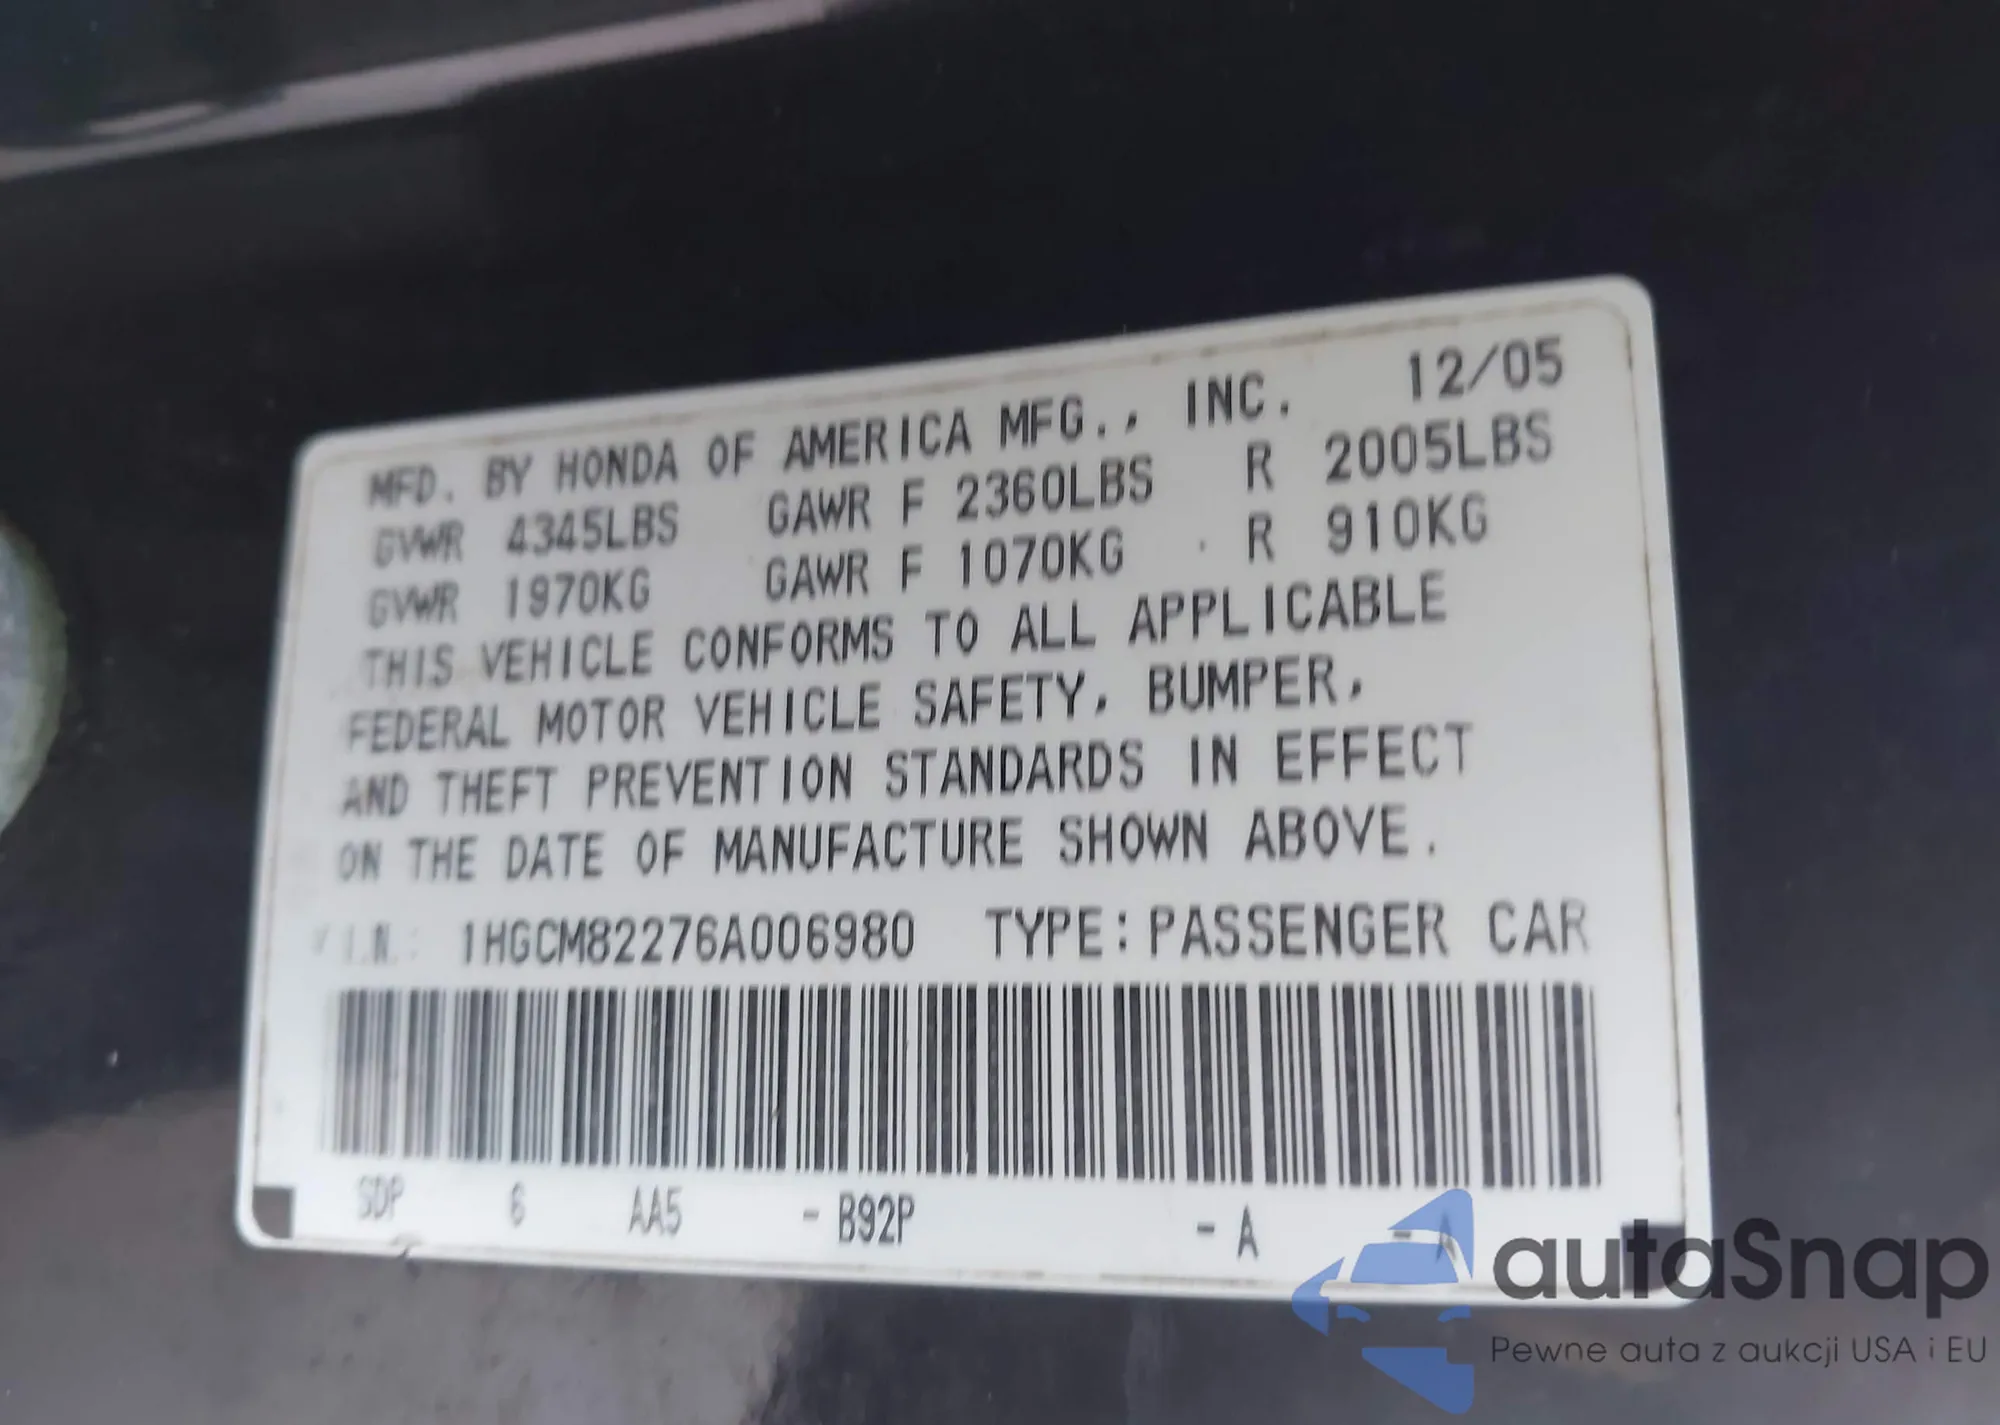 MFD. BY HONDA OF AMERICA MFG., INC. 12/05
GVWR 4345LBS GAWR F 2360LBS R 2005LBS
GVWR 1970KG GAWR F 1070KG R 910KG
THIS VEHICLE CONFORMS TO ALL APPLICABLE
FEDERAL MOTOR VEHICLE SAFETY, BUMPER,
AND THEFT PREVENTION STANDARDS IN EFFECT
ON THE DATE OF MANUFACTURE SHOWN ABOVE.
V.I.N.: 1HGCM82276A006980 TYPE:PASSENGER CAR
SDP 6 AA5 -B92P -A -A
autaSnap
Pewne auta z aukcji USA i EU